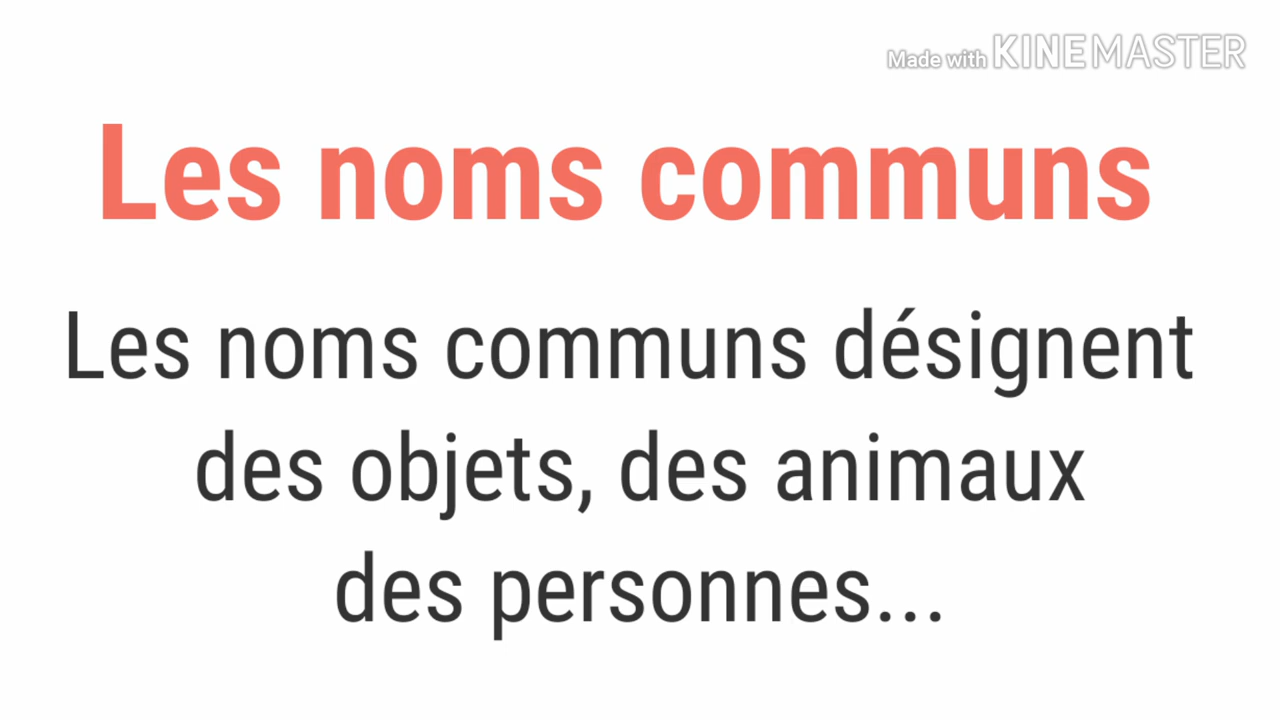 Made with KINEMASTER
Les noms communs
Les noms communs désignent
des objets, des animaux
des personnes...